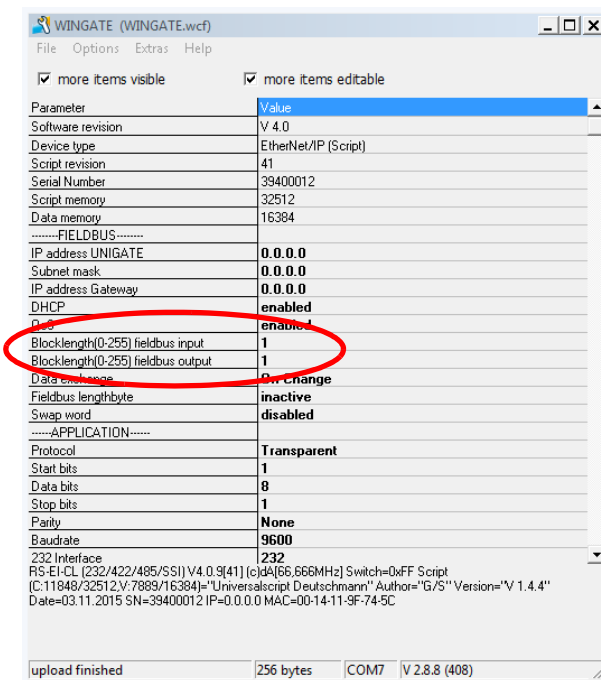 WINGATE (WINGATE.wcf)
File Options Extras Help
more items visible more items editable
Parameter Value
Software revision V 4.0
Device type EtherNet/IP (Script)
Script revision 41
Serial Number 39400012
Script memory 32512
Data memory 16384
--------FIELDBUS--------
IP address UNIGATE 0.0.0.0
Subnet mask 0.0.0.0
IP address Gateway 0.0.0.0
DHCP enabled
QoS enabled
Blocklength(0-255) fieldbus input 1
Blocklength(0-255) fieldbus output 1
Data exchange On Change
Fieldbus lengthbyte inactive
Swap word disabled
------APPLICATION------
Protocol Transparent
Start bits 1
Data bits 8
Stop bits 1
Parity None
Baudrate 9600
232 Interface 232
RS-EI-CL (232/422/485/SSI) V4.0.9[41] (c)dA[66,666MHz] Switch=0xFF Script
(C:11848/32512,V:7889/16384)="Universalscript Deutschmann" Author="G/S" Version="V 1.4.4"
Date=03.11.2015 SN=39400012 IP=0.0.0.0 MAC=00-14-11-9F-74-5C
upload finished 256 bytes COM7 V 2.8.8 (408)